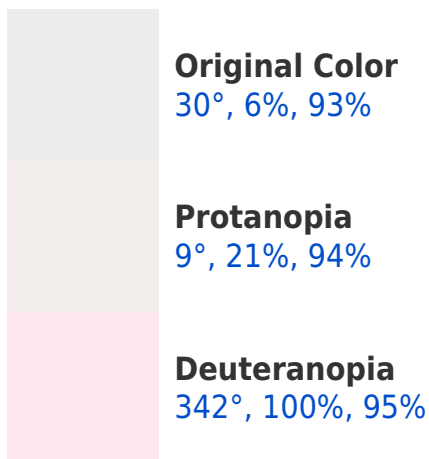 Original Color
30°, 6%, 93%
Protanopia
9°, 21%, 94%
Deuteranopia
342°, 100%, 95%